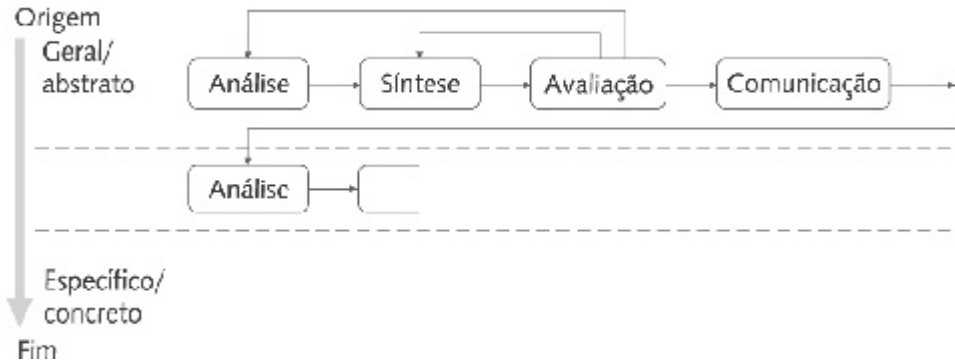 Origem
Geral/
abstrato
Análise
Síntese
Avaliação
Comunicação
Análise
Específico/
concreto
Fim